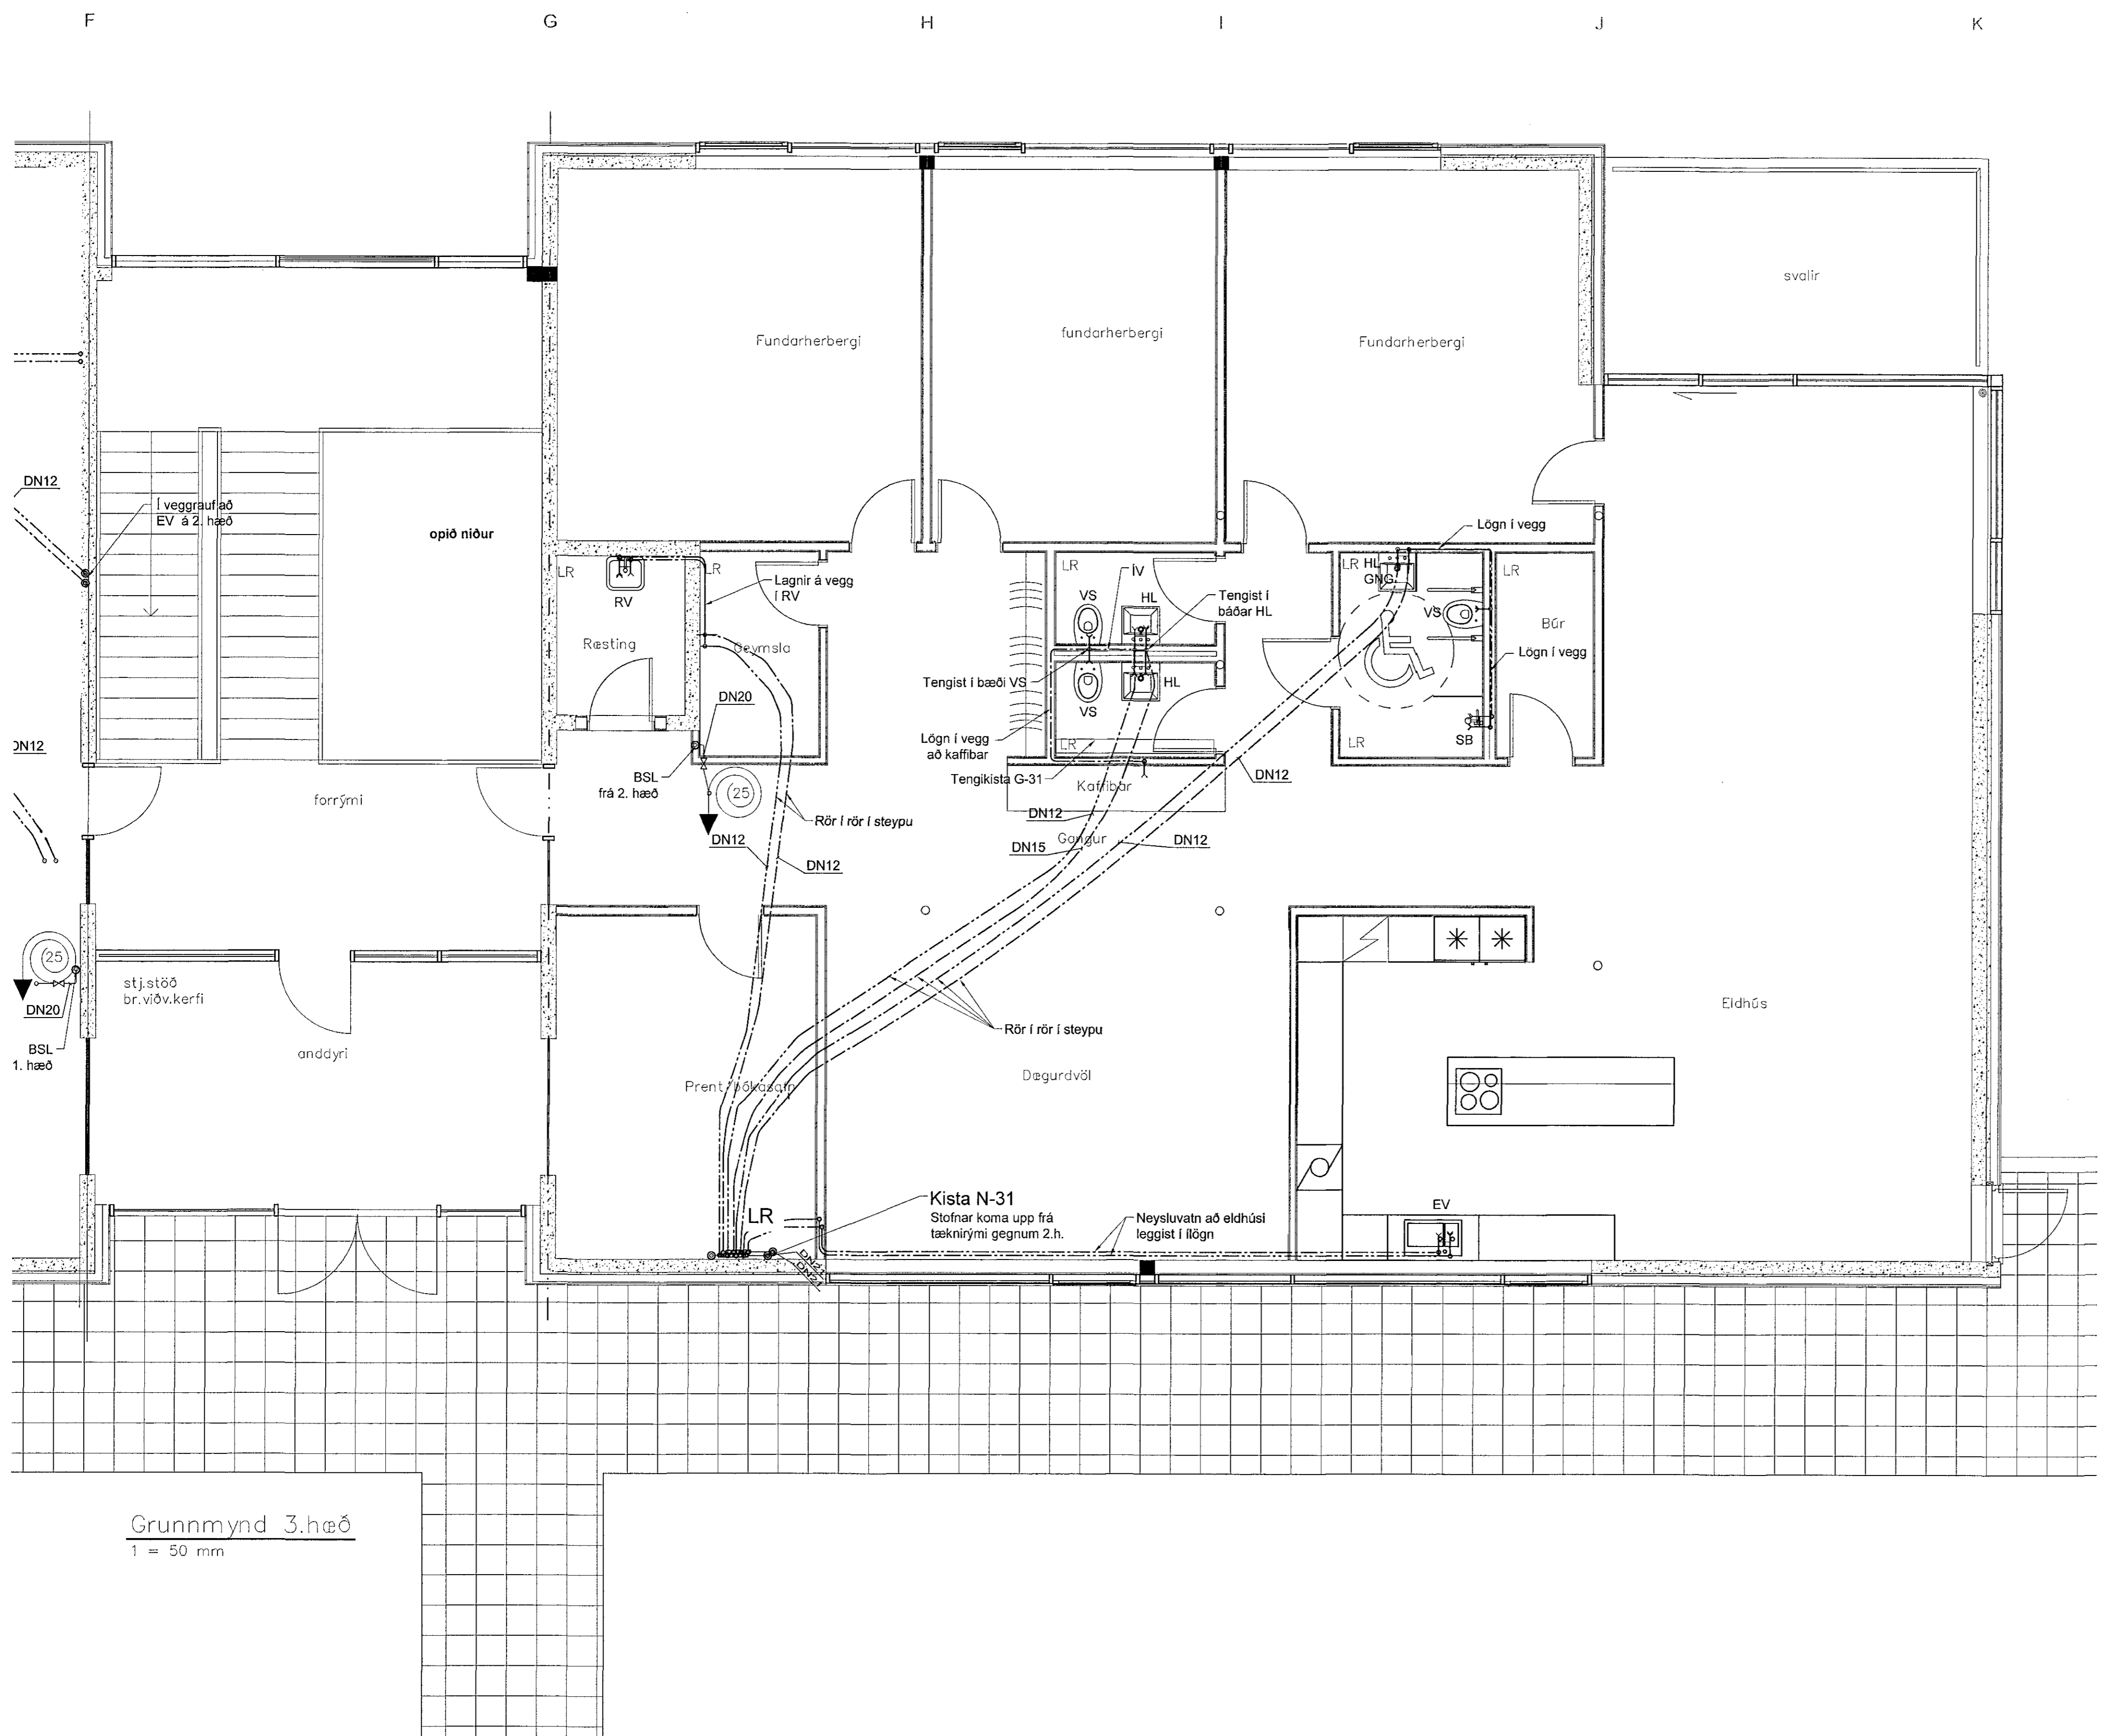 F
G
H
I
J
K
svalir
Fundarherbergi
fundarherbergi
Fundarherbergi
DN12
Í veggrauf að
EV á 2. hæð
opið niður
Lögn í vegg
LR
RV
LR
Lagnir á vegg
í RV
LR
ÍV
VS
HL
Tengist í
báðar HL
LR
HL
GNG
VS
LR
Búr
Ræsting
Geymsla
Lögn í vegg
Tengist í bæði VS
VS
HL
DN20
DN12
Lögn í vegg
að kaffibar
LR
LR
SB
BSL
frá 2. hæð
25
Tengikista G-31
Kaffibar
DN12
forrými
Rör í rör í steypu
DN12
DN12
DN12
Gangur
DN15
DN12
25
stj.stöð
br.viðv.kerfi
DN20
BSL
1. hæð
anddyri
Rör í rör í steypu
Eldhús
Prent/bókasafn
Dægurdvöl
LR
Kista N-31
Stofnar koma upp frá
tæknirými gegnum 2.h.
Neysluvatn að eldhúsi
leggist í ílögn
EV
DN21
DN21
Grunnmynd 3.hæð
1 = 50 mm